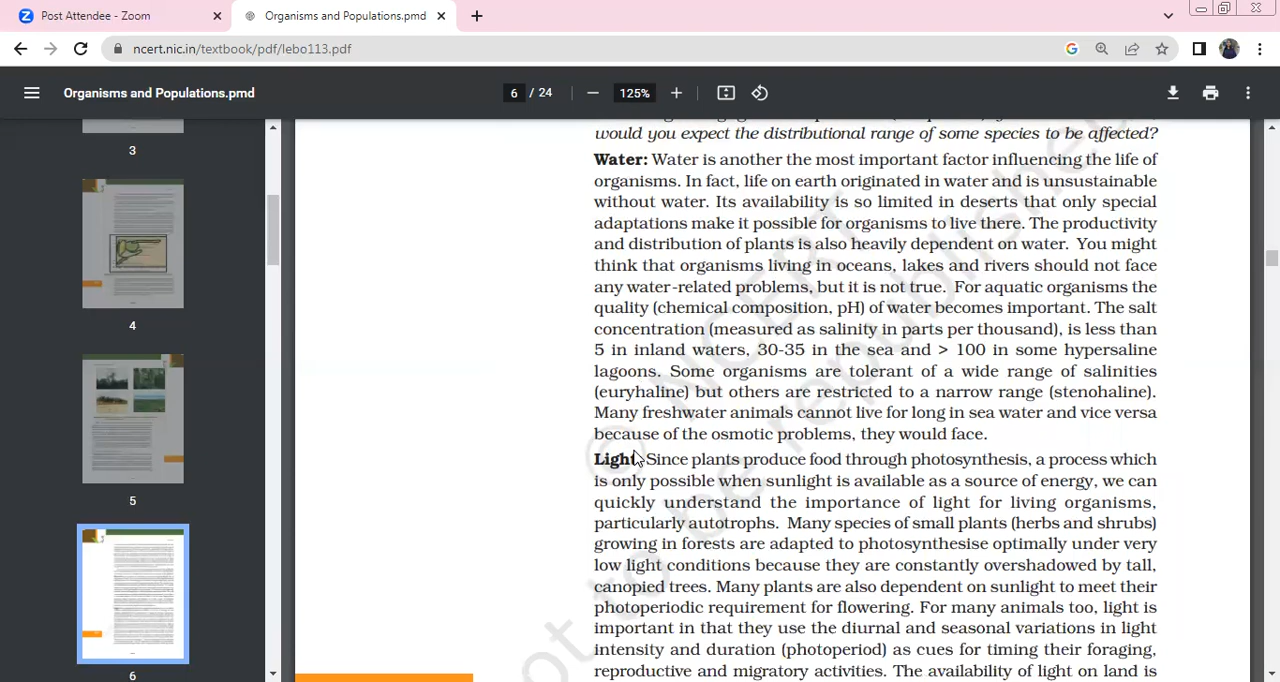 Post Attendee - Zoom
Organisms and Populations.pmd
ncert.nic.in/textbook/pdf/lebo113.pdf
Organisms and Populations.pmd
6 / 24
125%
3
4
5
6
would you expect the distributional range of some species to be affected?
Water: Water is another the most important factor influencing the life of
organisms. In fact, life on earth originated in water and is unsustainable
without water. Its availability is so limited in deserts that only special
adaptations make it possible for organisms to live there. The productivity
and distribution of plants is also heavily dependent on water. You might
think that organisms living in oceans, lakes and rivers should not face
any water-related problems, but it is not true. For aquatic organisms the
quality (chemical composition, pH) of water becomes important. The salt
concentration (measured as salinity in parts per thousand), is less than
5 in inland waters, 30-35 in the sea and > 100 in some hypersaline
lagoons. Some organisms are tolerant of a wide range of salinities
(euryhaline) but others are restricted to a narrow range (stenohaline).
Many freshwater animals cannot live for long in sea water and vice versa
because of the osmotic problems, they would face.
Light: Since plants produce food through photosynthesis, a process which
is only possible when sunlight is available as a source of energy, we can
quickly understand the importance of light for living organisms,
particularly autotrophs. Many species of small plants (herbs and shrubs)
growing in forests are adapted to photosynthesise optimally under very
low light conditions because they are constantly overshadowed by tall,
canopied trees. Many plants are also dependent on sunlight to meet their
photoperiodic requirement for flowering. For many animals too, light is
important in that they use the diurnal and seasonal variations in light
intensity and duration (photoperiod) as cues for timing their foraging,
reproductive and migratory activities. The availability of light on land is
© NCERT
not to be republished